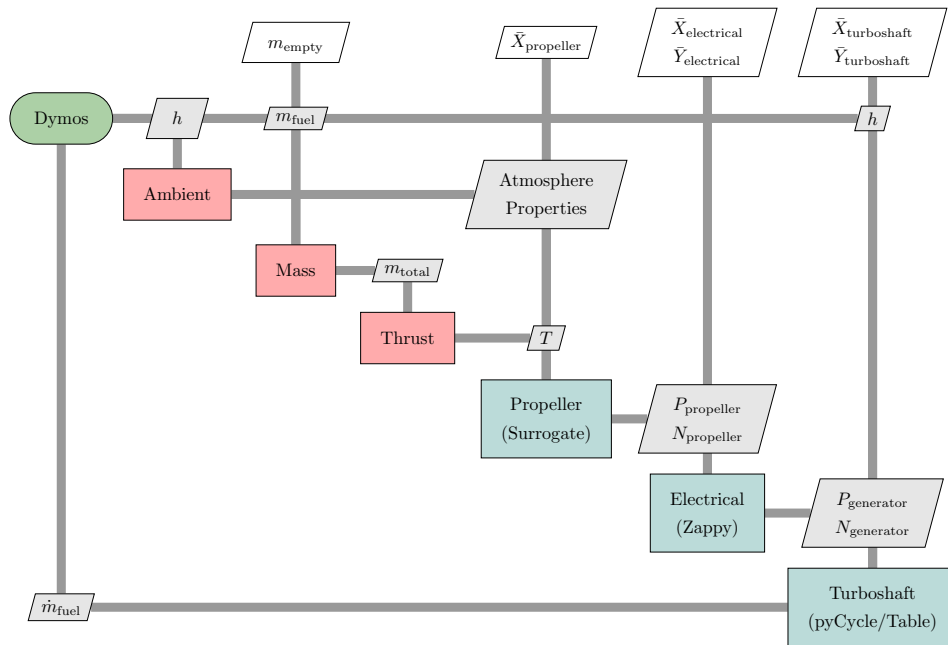 m_empty
X̄_propeller
X̄_electrical
Ȳ_electrical
X̄_turboshaft
Ȳ_turboshaft
Dymos
h
m_fuel
h
Ambient
Atmosphere
Properties
Mass
m_total
Thrust
T
Propeller
(Surrogate)
P_propeller
N_propeller
Electrical
(Zappy)
P_generator
N_generator
ṁ_fuel
Turboshaft
(pyCycle/Table)